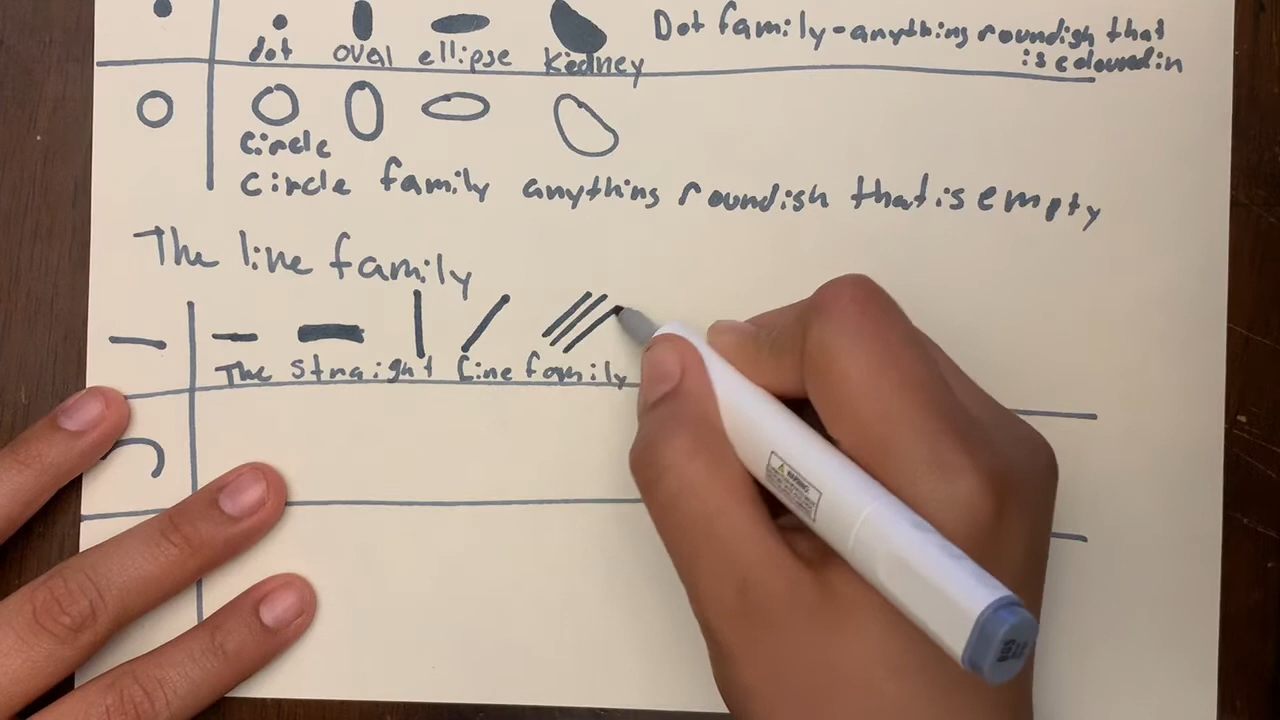 dot oval ellipse kidney
Dot family-anything roundish that
is coloured in
circle
circle family anything roundish that is empty
The line family
The straight line family
WARNING